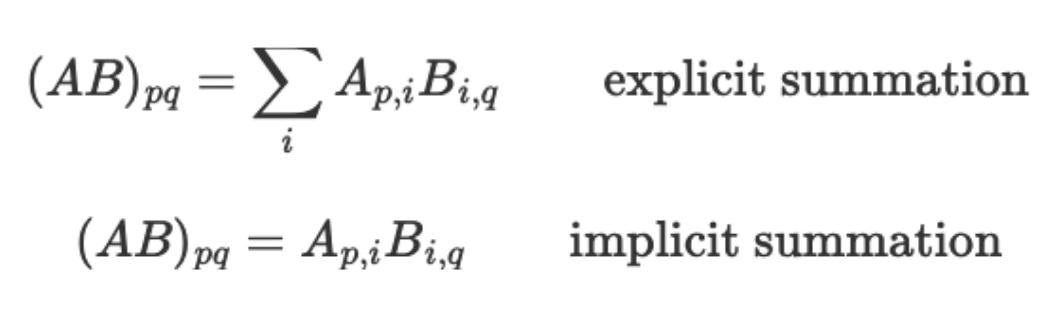 $(AB)_{pq} = \sum_{i} A_{p,i} B_{i,q}$ explicit summation
$(AB)_{pq} = A_{p,i} B_{i,q}$ implicit summation